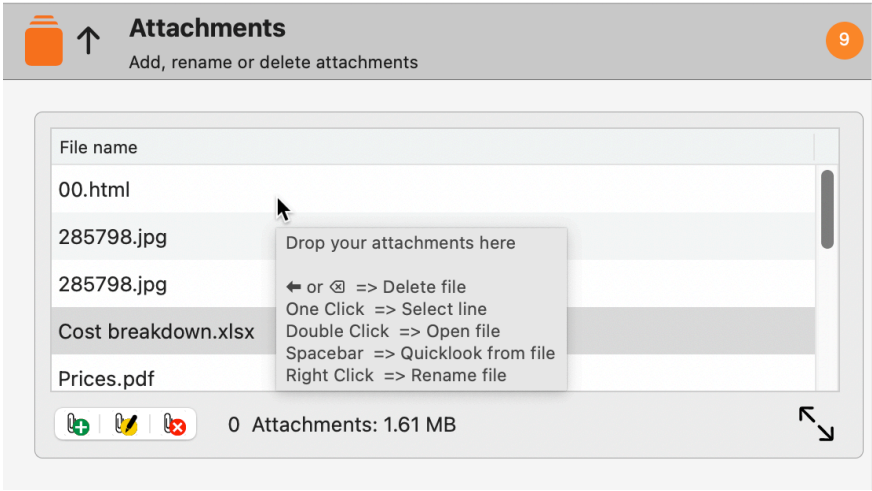 Attachments
Add, rename or delete attachments
9
File name
00.html
285798.jpg
285798.jpg
Cost breakdown.xlsx
Prices.pdf
Drop your attachments here
⬅ or ⌫ => Delete file
One Click => Select line
Double Click => Open file
Spacebar => Quicklook from file
Right Click => Rename file
0 Attachments: 1.61 MB